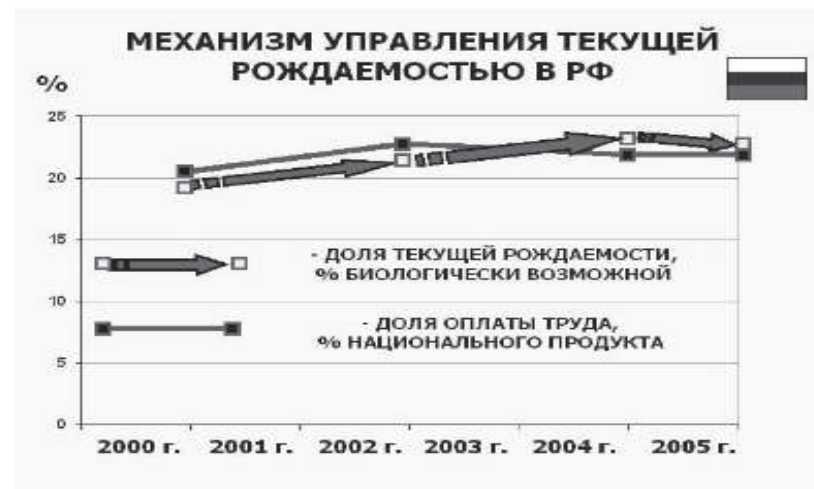 МЕХАНИЗМ УПРАВЛЕНИЯ ТЕКУЩЕЙ
РОЖДАЕМОСТЬЮ В РФ
%
25
20
15
10
5
0
- ДОЛЯ ТЕКУЩЕЙ РОЖДАЕМОСТИ,
% БИОЛОГИЧЕСКИ ВОЗМОЖНОЙ
- ДОЛЯ ОПЛАТЫ ТРУДА,
% НАЦИОНАЛЬНОГО ПРОДУКТА
2000 г. 2001 г. 2002 г. 2003 г. 2004 г. 2005 г.